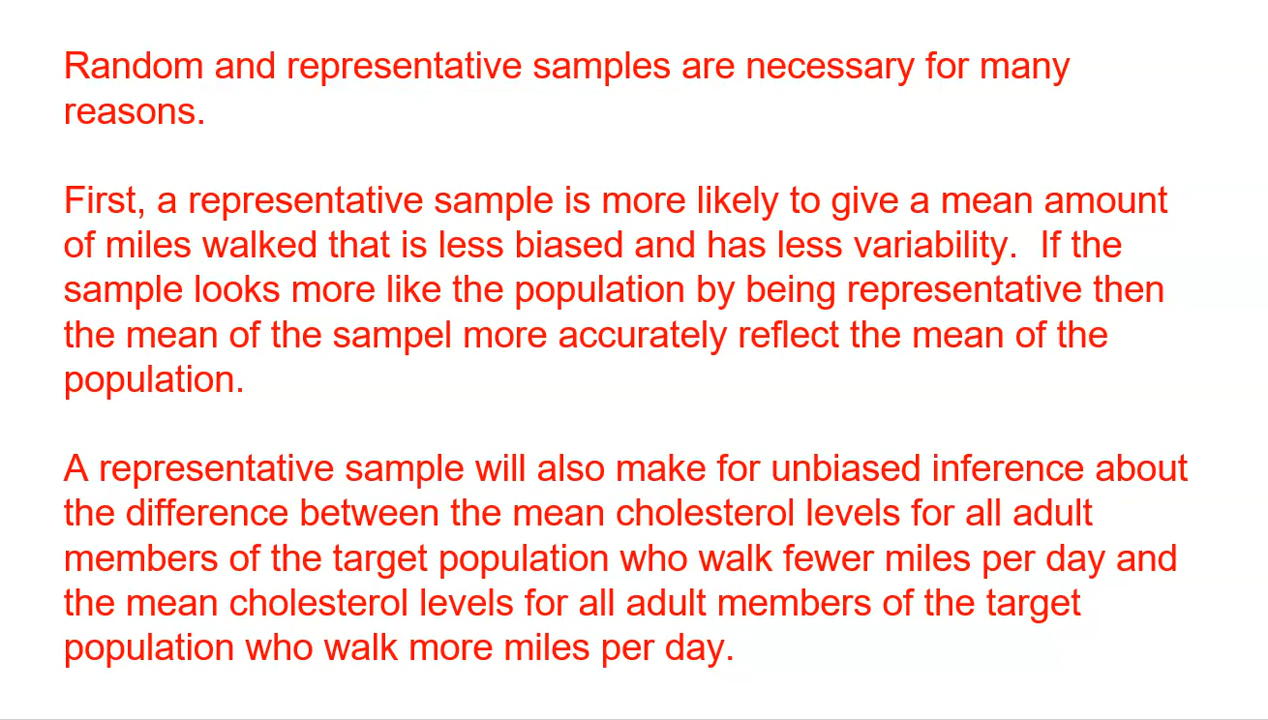 Random and representative samples are necessary for many
reasons.
First, a representative sample is more likely to give a mean amount
of miles walked that is less biased and has less variability.  If the
sample looks more like the population by being representative then
the mean of the sampel more accurately reflect the mean of the
population.
A representative sample will also make for unbiased inference about
the difference between the mean cholesterol levels for all adult
members of the target population who walk fewer miles per day and
the mean cholesterol levels for all adult members of the target
population who walk more miles per day.